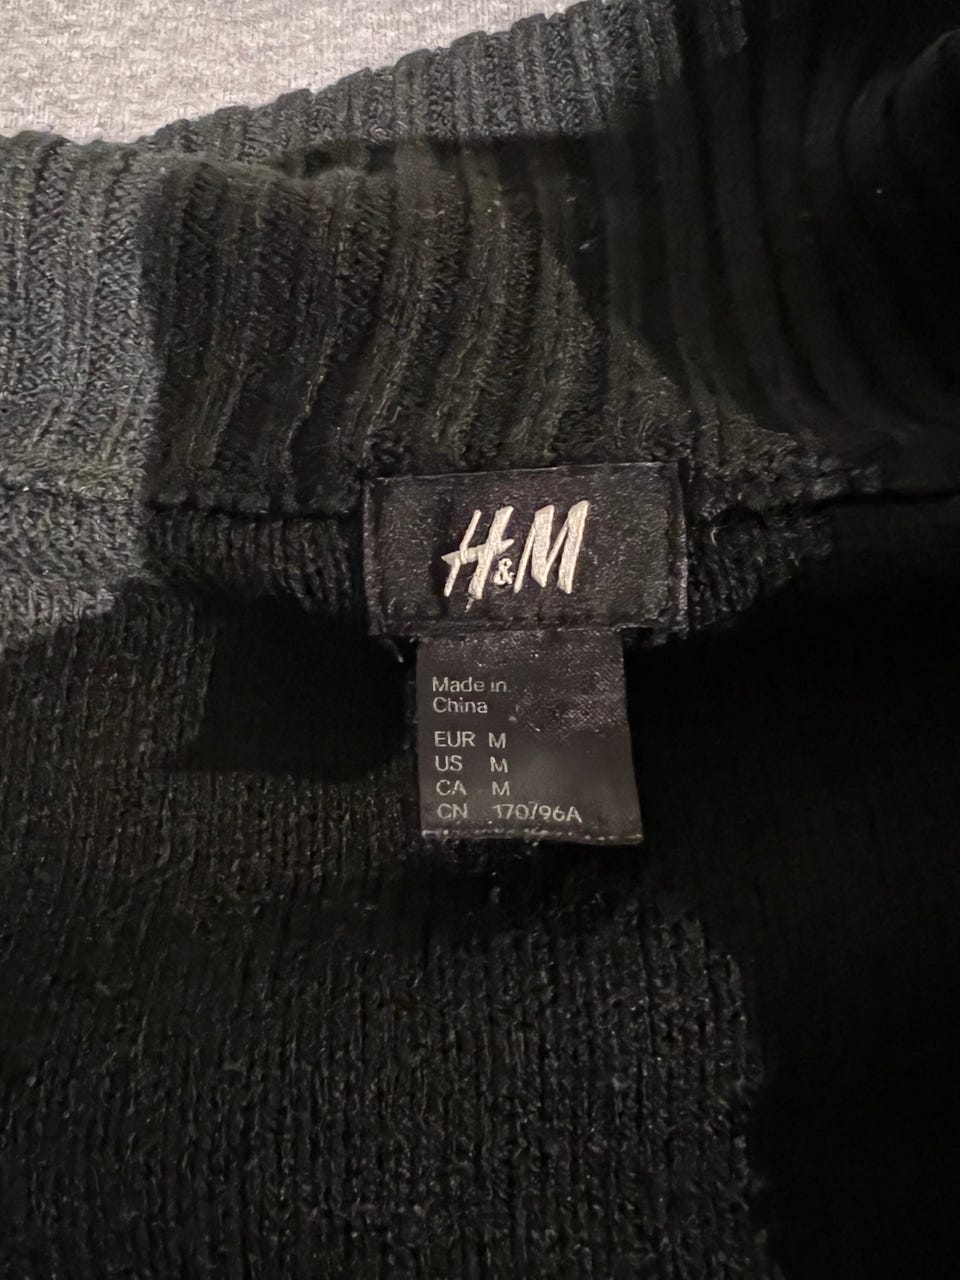 H&M
Made in
China
EUR M
US M
CA M
CN 170/96A